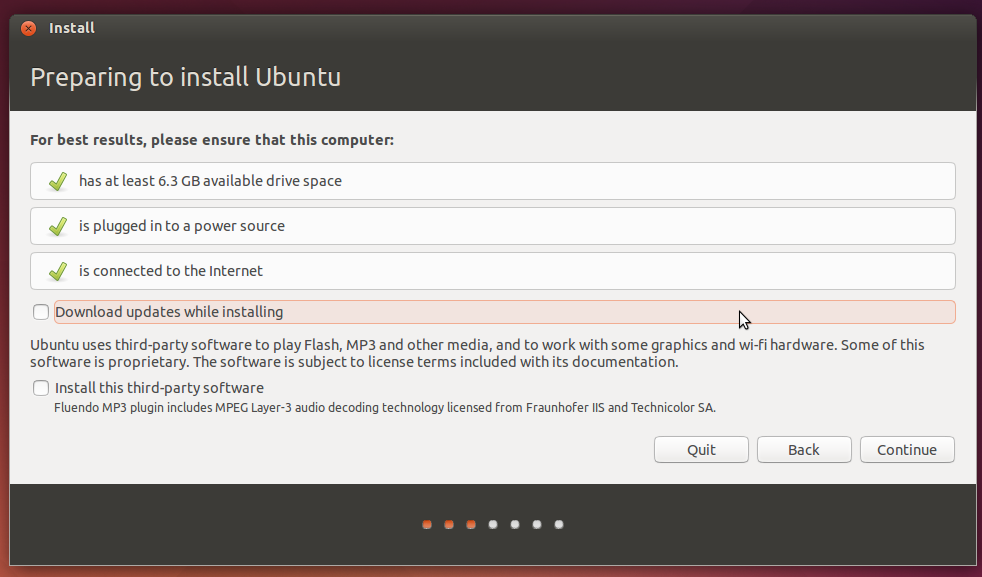 Install
Preparing to install Ubuntu
For best results, please ensure that this computer:
has at least 6.3 GB available drive space
is plugged in to a power source
is connected to the Internet
Download updates while installing
Ubuntu uses third-party software to play Flash, MP3 and other media, and to work with some graphics and wi-fi hardware. Some of this
software is proprietary. The software is subject to license terms included with its documentation.
Install this third-party software
Fluendo MP3 plugin includes MPEG Layer-3 audio decoding technology licensed from Fraunhofer IIS and Technicolor SA.
Quit
Back
Continue